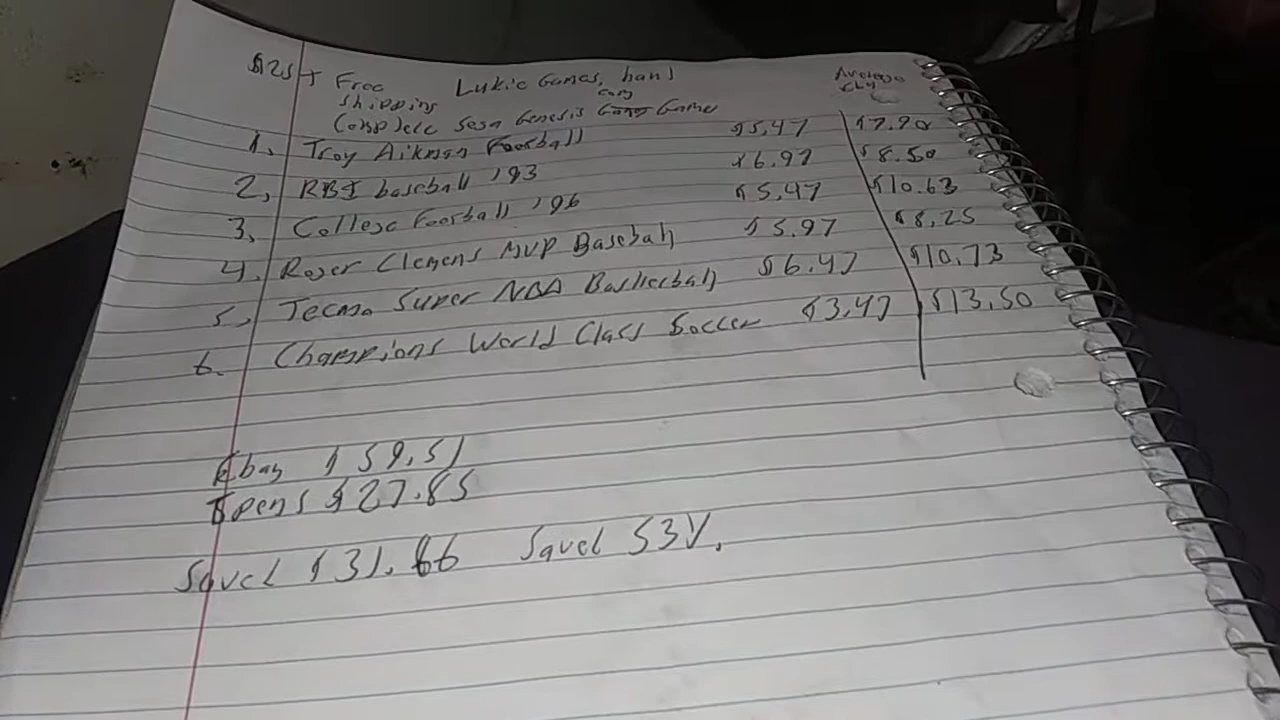 $25+ Free Lukie Games, hand Average
shipping cary Ebay
Complete Sega Genesis Game
1. Troy Aikman Football $5.47 $7.90
2, RBI baseball '93 $6.97 $8.50
3, College Football '96 $5.47 $10.63
4. Roger Clemens MVP Baseball $5.97 $8.25
5, Tecmo Super NBA Basketball $6.47 $10.73
6. Champions World Class Soccer $3.47 $13.50
Ebay $59.51
Spent $27.85
Saved $31.66 Saved 53%.